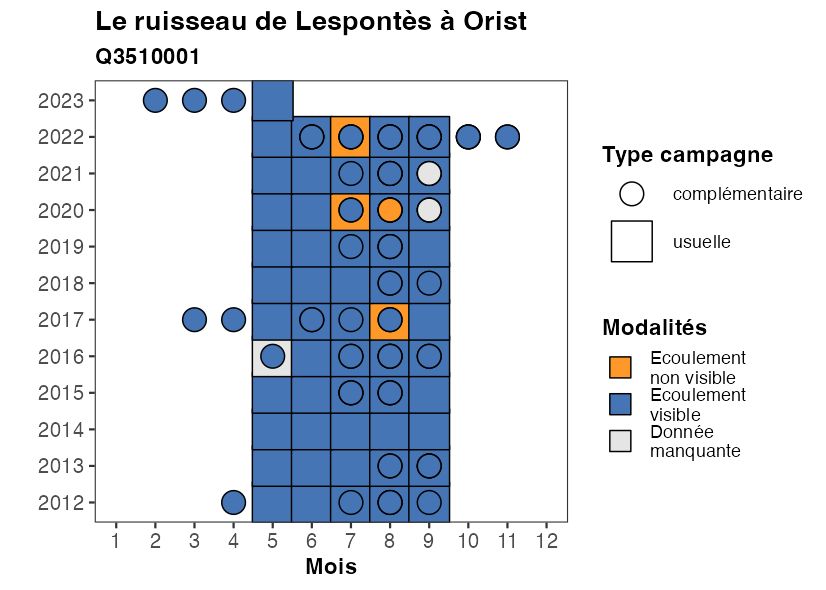 Le ruisseau de Lespontès à Orist
Q3510001
2023
2022
2021
2020
2019
2018
2017
2016
2015
2014
2013
2012
1 2 3 4 5 6 7 8 9 10 11 12
Mois
Type campagne
complémentaire
usuelle
Modalités
Ecoulement
non visible
Ecoulement
visible
Donnée
manquante